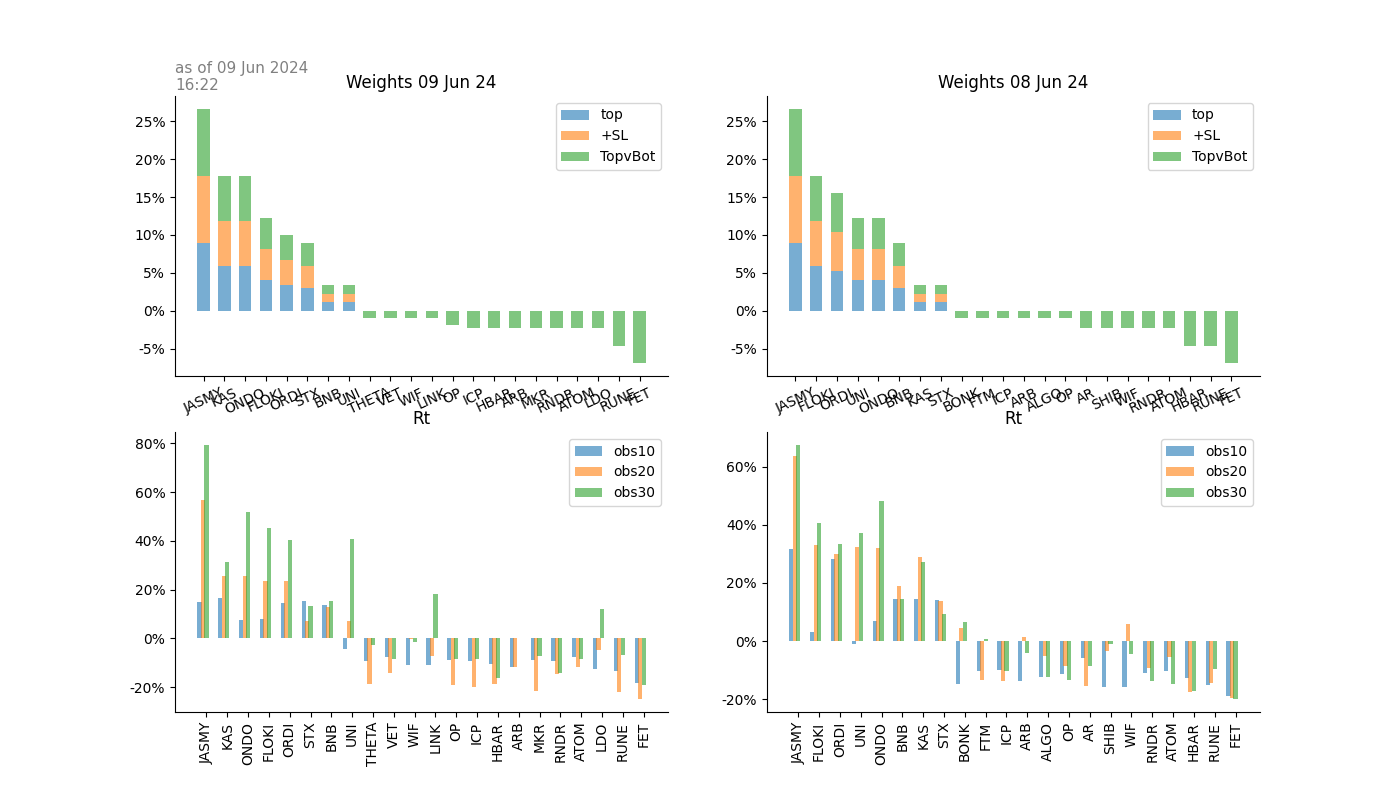 as of 09 Jun 2024
16:22
Weights 09 Jun 24
25%
20%
15%
10%
5%
0%
-5%
top
+SL
TopvBot
JASMY KAS ONDO FLOKI ORDI STX BNB UNI THETA VET WIF LINK OP ICP HBAR ARB MKR RNDR ATOM LDO RUNE FET
Weights 08 Jun 24
25%
20%
15%
10%
5%
0%
-5%
top
+SL
TopvBot
JASMY FLOKI ORDI UNI ONDO BNB KAS STX BONK FTM ICP ARB ALGO OP AR SHIB WIF RNDR ATOM HBAR RUNE FET
Rt
80%
60%
40%
20%
0%
-20%
obs10
obs20
obs30
JASMY KAS ONDO FLOKI ORDI STX BNB UNI THETA VET WIF LINK OP ICP HBAR ARB MKR RNDR ATOM LDO RUNE FET
Rt
60%
40%
20%
0%
-20%
obs10
obs20
obs30
JASMY FLOKI ORDI UNI ONDO BNB KAS STX BONK FTM ICP ARB ALGO OP AR SHIB WIF RNDR ATOM HBAR RUNE FET